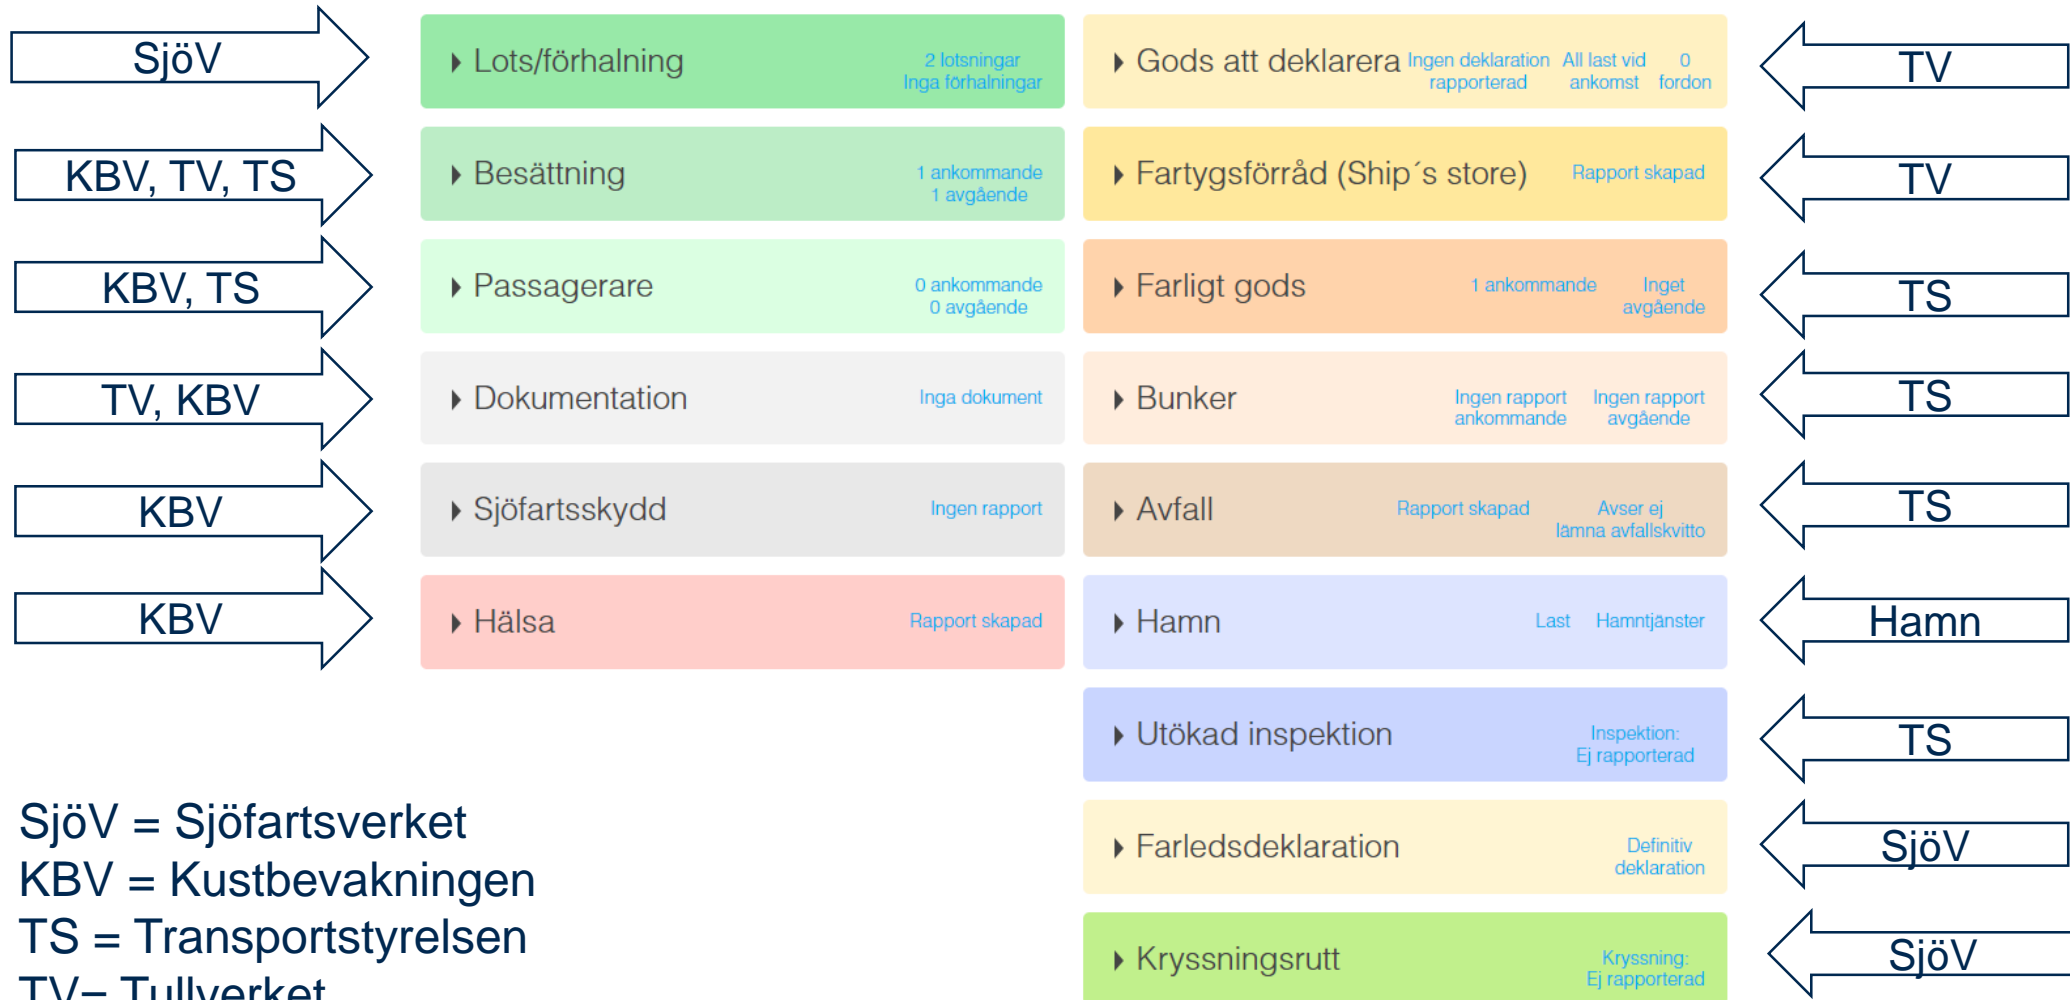 SjöV
Lots/förhalning
2 lotsningar
Inga förhalningar
KBV, TV, TS
Besättning
1 ankommande
1 avgående
KBV, TS
Passagerare
0 ankommande
0 avgående
TV, KBV
Dokumentation
Inga dokument
KBV
Sjöfartsskydd
Ingen rapport
KBV
Hälsa
Rapport skapad
Gods att deklarera
Ingen deklaration
rapporterad
All last vid
ankomst
0
fordon
TV
Fartygsförråd (Ship´s store)
Rapport skapad
TV
Farligt gods
1 ankommande
Inget
avgående
TS
Bunker
Ingen rapport
ankommande
Ingen rapport
avgående
TS
Avfall
Rapport skapad
Avser ej
lämna avfallskvitto
TS
Hamn
Last
Hamntjänster
Hamn
Utökad inspektion
Inspektion:
Ej rapporterad
TS
Farledsdeklaration
Definitiv
deklaration
SjöV
Kryssningsrutt
Kryssning:
Ej rapporterad
SjöV
SjöV = Sjöfartsverket
KBV = Kustbevakningen
TS = Transportstyrelsen
TV= Tullverket